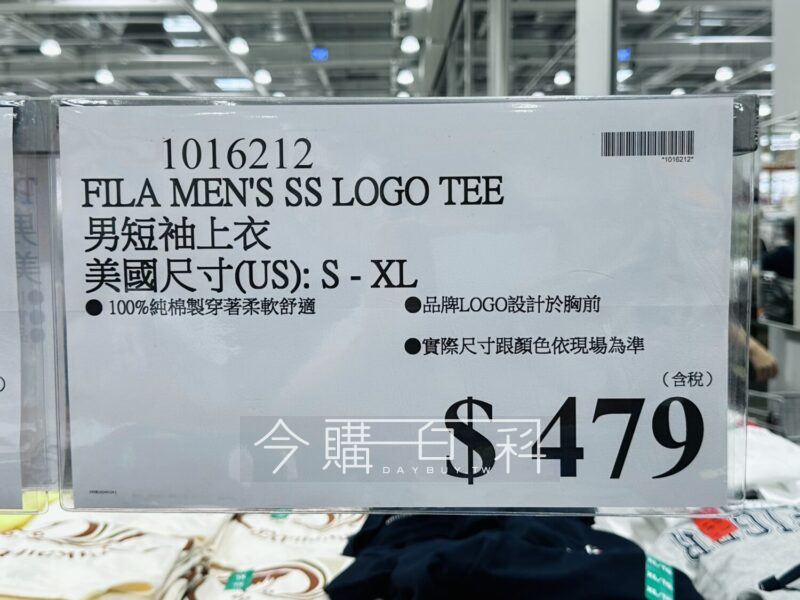 1016212
*1016212*
FILA MEN'S SS LOGO TEE
男短袖上衣
美國尺寸(US): S - XL
● 100%純棉製穿著柔軟舒適
●品牌LOGO設計於胸前
●實際尺寸跟顏色依現場為準
(含稅)
$479
今購百科
DAYBUY.TW